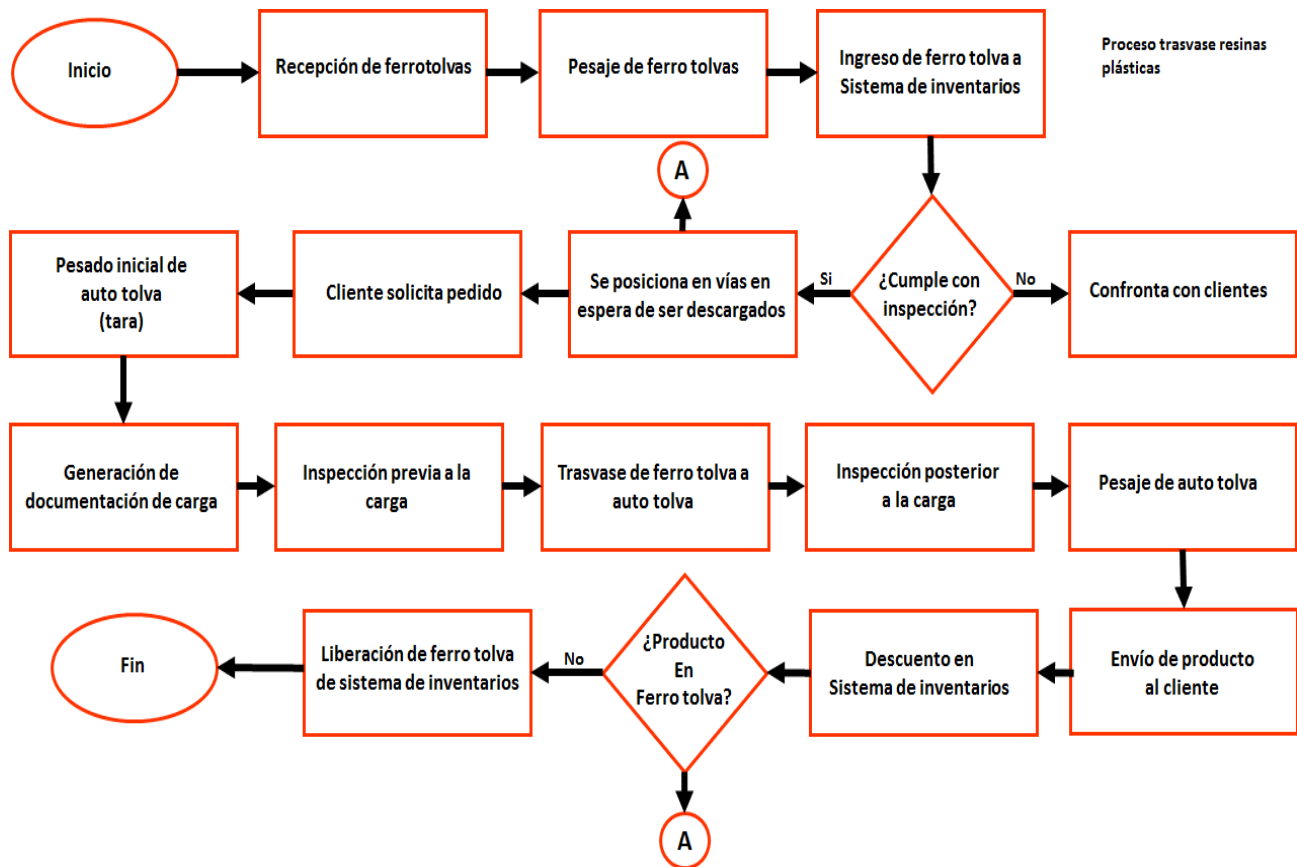 Inicio
Recepción de ferrotolvas
Pesaje de ferro tolvas
Ingreso de ferro tolva a
Sistema de inventarios
Proceso trasvase resinas
plásticas
A
Pesado inicial de
auto tolva
(tara)
Cliente solicita pedido
Se posiciona en vías en
espera de ser descargados
Si
¿Cumple con
inspección?
No
Confronta con clientes
Generación de
documentación de carga
Inspección previa a la
carga
Trasvase de ferro tolva a
auto tolva
Inspección posterior
a la carga
Pesaje de auto tolva
Fin
Liberación de ferro tolva
de sistema de inventarios
No
¿Producto
En
Ferro tolva?
Descuento en
Sistema de inventarios
Envío de producto
al cliente
A